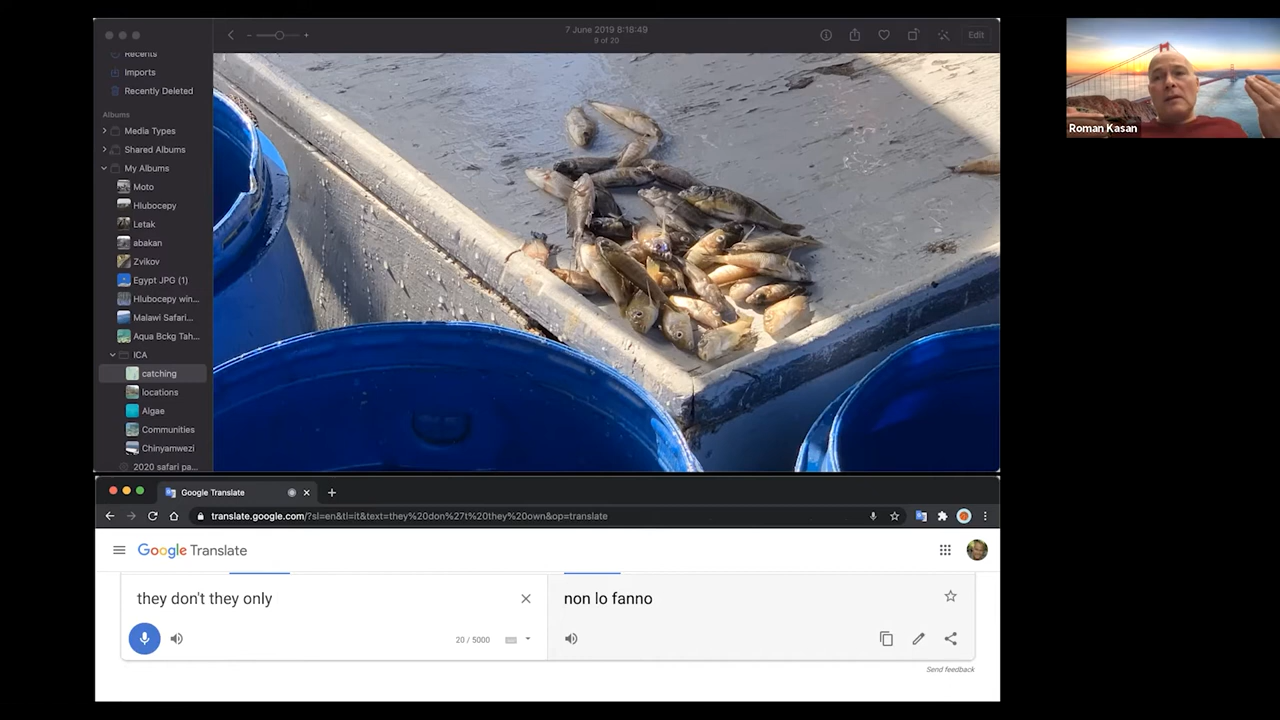 7 June 2019 8:18:49
9 of 20
Edit
Recents
Imports
Recently Deleted
Albums
Media Types
Shared Albums
My Albums
Moto
Hlubocepy
Letak
abakan
Zvikov
Egypt JPG (1)
Hlubocepy win...
Malawi Safari...
Aqua Bckg Tah...
ICA
catching
locations
Algae
Communities
Chinyamwezi
2020 safari pa...
Roman Kasan
Google Translate
translate.google.com/?sl=en&tl=it&text=they%20don%27t%20they%20own&op=translate
Google Translate
they don't they only
non lo fanno
20 / 5000
Send feedback